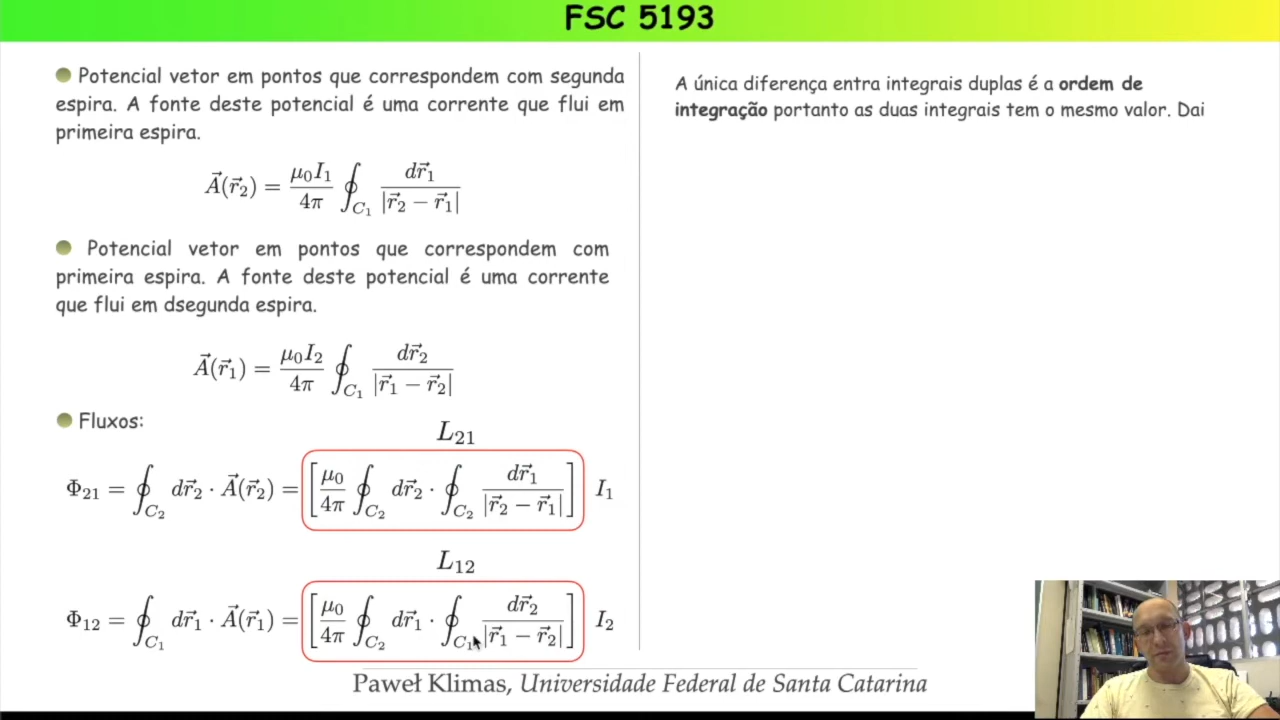 FSC 5193
Potencial vetor em pontos que correspondem com segunda
espira. A fonte deste potencial é uma corrente que flui em
primeira espira.
$\vec{A}(\vec{r}_2) = \frac{\mu_0 I_1}{4\pi} \oint_{C_1} \frac{d\vec{r}_1}{|\vec{r}_2 - \vec{r}_1|}$
Potencial vetor em pontos que correspondem com
primeira espira. A fonte deste potencial é uma corrente
que flui em dsegunda espira.
$\vec{A}(\vec{r}_1) = \frac{\mu_0 I_2}{4\pi} \oint_{C_1} \frac{d\vec{r}_2}{|\vec{r}_1 - \vec{r}_2|}$
Fluxos:
$L_{21}$
$\Phi_{21} = \oint_{C_2} d\vec{r}_2 \cdot \vec{A}(\vec{r}_2) = \left[ \frac{\mu_0}{4\pi} \oint_{C_2} d\vec{r}_2 \cdot \oint_{C_2} \frac{d\vec{r}_1}{|\vec{r}_2 - \vec{r}_1|} \right] I_1$
$L_{12}$
$\Phi_{12} = \oint_{C_1} d\vec{r}_1 \cdot \vec{A}(\vec{r}_1) = \left[ \frac{\mu_0}{4\pi} \oint_{C_2} d\vec{r}_1 \cdot \oint_{C_1} \frac{d\vec{r}_2}{|\vec{r}_1 - \vec{r}_2|} \right] I_2$
A única diferença entra integrais duplas é a ordem de
integração portanto as duas integrais tem o mesmo valor. Dai
Paweł Klimas, Universidade Federal de Santa Catarina